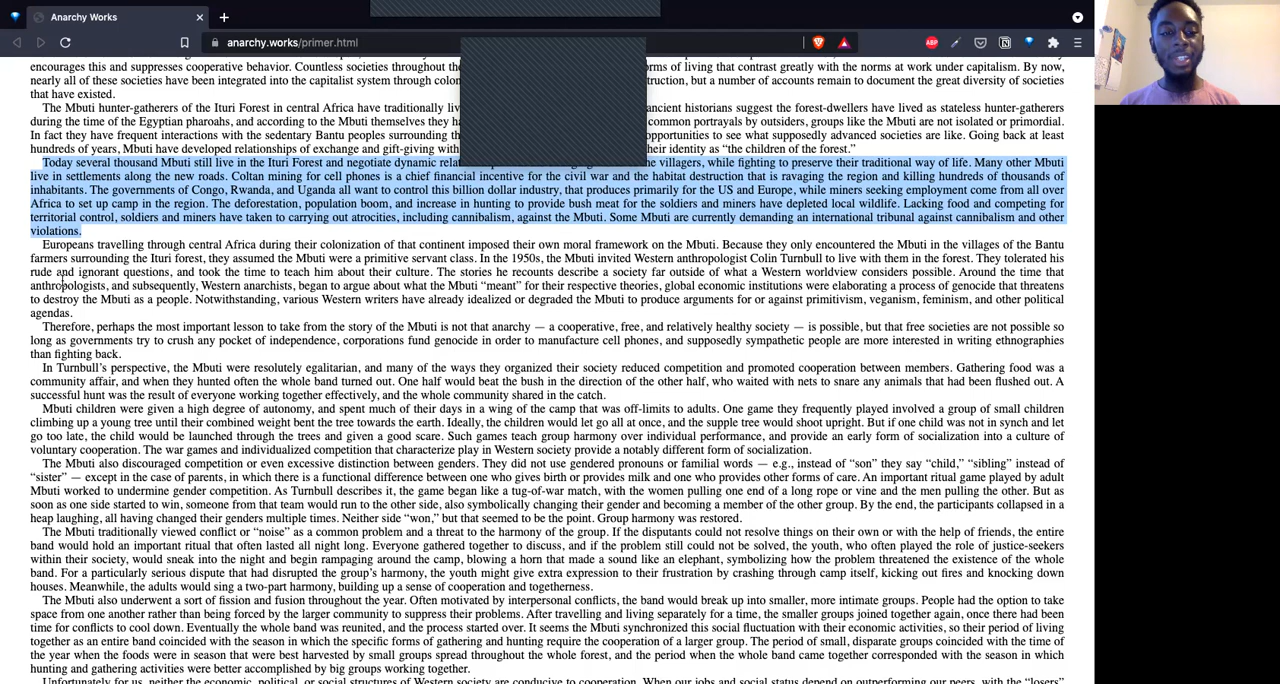 Anarchy Works
anarchy.works/primer.html
ABP
encourages this and suppresses cooperative behavior. Countless societies throughout the orms of living that contrast greatly with the norms at work under capitalism. By now,
nearly all of these societies have been integrated into the capitalist system through colon truction, but a number of accounts remain to document the great diversity of societies
that have existed.
The Mbuti hunter-gatherers of the Ituri Forest in central Africa have traditionally liv ancient historians suggest the forest-dwellers have lived as stateless hunter-gatherers
during the time of the Egyptian pharoahs, and according to the Mbuti themselves they ha common portrayals by outsiders, groups like the Mbuti are not isolated or primordial.
In fact they have frequent interactions with the sedentary Bantu peoples surrounding the opportunities to see what supposedly advanced societies are like. Going back at least
hundreds of years, Mbuti have developed relationships of exchange and gift-giving with their identity as “the children of the forest.”
Today several thousand Mbuti still live in the Ituri Forest and negotiate dynamic relat he villagers, while fighting to preserve their traditional way of life. Many other Mbuti
live in settlements along the new roads. Coltan mining for cell phones is a chief financial incentive for the civil war and the habitat destruction that is ravaging the region and killing hundreds of thousands of
inhabitants. The governments of Congo, Rwanda, and Uganda all want to control this billion dollar industry, that produces primarily for the US and Europe, while miners seeking employment come from all over
Africa to set up camp in the region. The deforestation, population boom, and increase in hunting to provide bush meat for the soldiers and miners have depleted local wildlife. Lacking food and competing for
territorial control, soldiers and miners have taken to carrying out atrocities, including cannibalism, against the Mbuti. Some Mbuti are currently demanding an international tribunal against cannibalism and other
violations.
Europeans travelling through central Africa during their colonization of that continent imposed their own moral framework on the Mbuti. Because they only encountered the Mbuti in the villages of the Bantu
farmers surrounding the Ituri forest, they assumed the Mbuti were a primitive servant class. In the 1950s, the Mbuti invited Western anthropologist Colin Turnbull to live with them in the forest. They tolerated his
rude and ignorant questions, and took the time to teach him about their culture. The stories he recounts describe a society far outside of what a Western worldview considers possible. Around the time that
anthropologists, and subsequently, Western anarchists, began to argue about what the Mbuti “meant” for their respective theories, global economic institutions were elaborating a process of genocide that threatens
to destroy the Mbuti as a people. Notwithstanding, various Western writers have already idealized or degraded the Mbuti to produce arguments for or against primitivism, veganism, feminism, and other political
agendas.
Therefore, perhaps the most important lesson to take from the story of the Mbuti is not that anarchy — a cooperative, free, and relatively healthy society — is possible, but that free societies are not possible so
long as governments try to crush any pocket of independence, corporations fund genocide in order to manufacture cell phones, and supposedly sympathetic people are more interested in writing ethnographies
than fighting back.
In Turnbull’s perspective, the Mbuti were resolutely egalitarian, and many of the ways they organized their society reduced competition and promoted cooperation between members. Gathering food was a
community affair, and when they hunted often the whole band turned out. One half would beat the bush in the direction of the other half, who waited with nets to snare any animals that had been flushed out. A
successful hunt was the result of everyone working together effectively, and the whole community shared in the catch.
Mbuti children were given a high degree of autonomy, and spent much of their days in a wing of the camp that was off-limits to adults. One game they frequently played involved a group of small children
climbing up a young tree until their combined weight bent the tree towards the earth. Ideally, the children would let go all at once, and the supple tree would shoot upright. But if one child was not in synch and let
go too late, the child would be launched through the trees and given a good scare. Such games teach group harmony over individual performance, and provide an early form of socialization into a culture of
voluntary cooperation. The war games and individualized competition that characterize play in Western society provide a notably different form of socialization.
The Mbuti also discouraged competition or even excessive distinction between genders. They did not use gendered pronouns or familial words — e.g., instead of “son” they say “child,” “sibling” instead of
“sister” — except in the case of parents, in which there is a functional difference between one who gives birth or provides milk and one who provides other forms of care. An important ritual game played by adult
Mbuti worked to undermine gender competition. As Turnbull describes it, the game began like a tug-of-war match, with the women pulling one end of a long rope or vine and the men pulling the other. But as
soon as one side started to win, someone from that team would run to the other side, also symbolically changing their gender and becoming a member of the other group. By the end, the participants collapsed in a
heap laughing, all having changed their genders multiple times. Neither side “won,” but that seemed to be the point. Group harmony was restored.
The Mbuti traditionally viewed conflict or “noise” as a common problem and a threat to the harmony of the group. If the disputants could not resolve things on their own or with the help of friends, the entire
band would hold an important ritual that often lasted all night long. Everyone gathered together to discuss, and if the problem still could not be solved, the youth, who often played the role of justice-seekers
within their society, would sneak into the night and begin rampaging around the camp, blowing a horn that made a sound like an elephant, symbolizing how the problem threatened the existence of the whole
band. For a particularly serious dispute that had disrupted the group’s harmony, the youth might give extra expression to their frustration by crashing through camp itself, kicking out fires and knocking down
houses. Meanwhile, the adults would sing a two-part harmony, building up a sense of cooperation and togetherness.
The Mbuti also underwent a sort of fission and fusion throughout the year. Often motivated by interpersonal conflicts, the band would break up into smaller, more intimate groups. People had the option to take
space from one another rather than being forced by the larger community to suppress their problems. After travelling and living separately for a time, the smaller groups joined together again, once there had been
time for conflicts to cool down. Eventually the whole band was reunited, and the process started over. It seems the Mbuti synchronized this social fluctuation with their economic activities, so their period of living
together as an entire band coincided with the season in which the specific forms of gathering and hunting require the cooperation of a larger group. The period of small, disparate groups coincided with the time of
the year when the foods were in season that were best harvested by small groups spread throughout the whole forest, and the period when the whole band came together corresponded with the season in which
hunting and gathering activities were better accomplished by big groups working together.
Unfortunately for us, neither the economic, political, or social structures of Western society are conducive to cooperation. When our jobs and social status depend on outperforming our peers, with the “losers”